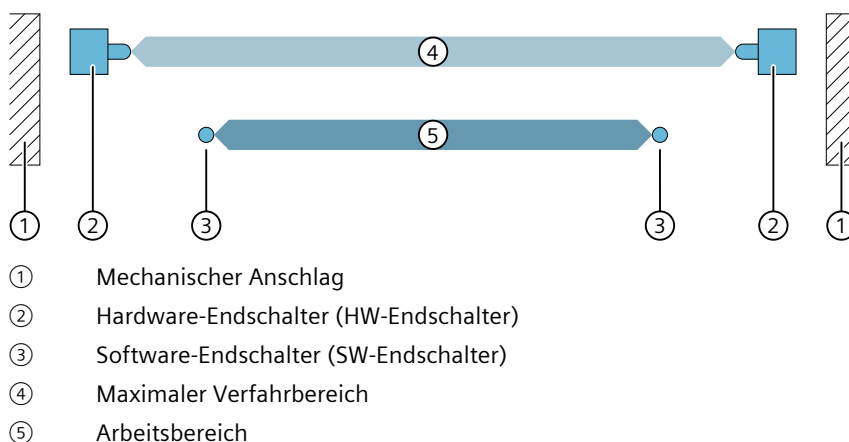 ④
⑤
① ② ③ ③ ② ①
① Mechanischer Anschlag
② Hardware-Endschalter (HW-Endschalter)
③ Software-Endschalter (SW-Endschalter)
④ Maximaler Verfahrbereich
⑤ Arbeitsbereich